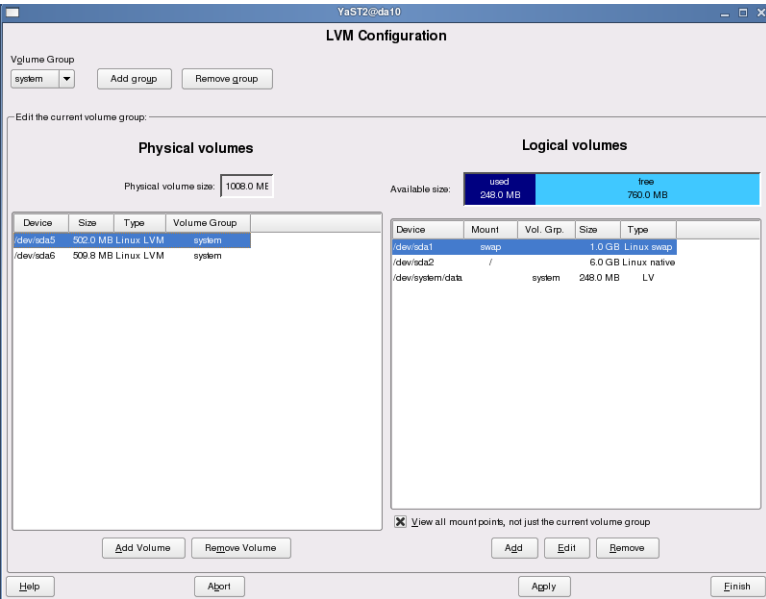 YaST2@da10
LVM Configuration
Volume Group
system
Add group
Remove group
Edit the current volume group:
Physical volumes
Physical volume size:
1008.0 ME
Device Size Type Volume Group
/dev/sda5 502.0 MB Linux LVM system
/dev/sda6 509.8 MB Linux LVM system
Add Volume
Remove Volume
Logical volumes
Available size:
used
248.0 MB
free
760.0 MB
Device Mount Vol. Grp. Size Type
/dev/sda1 swap 1.0 GB Linux swap
/dev/sda2 / 6.0 GB Linux native
/dev/system/data system 248.0 MB LV
View all mount points, not just the current volume group
Add
Edit
Remove
Help
Abort
Apply
Finish